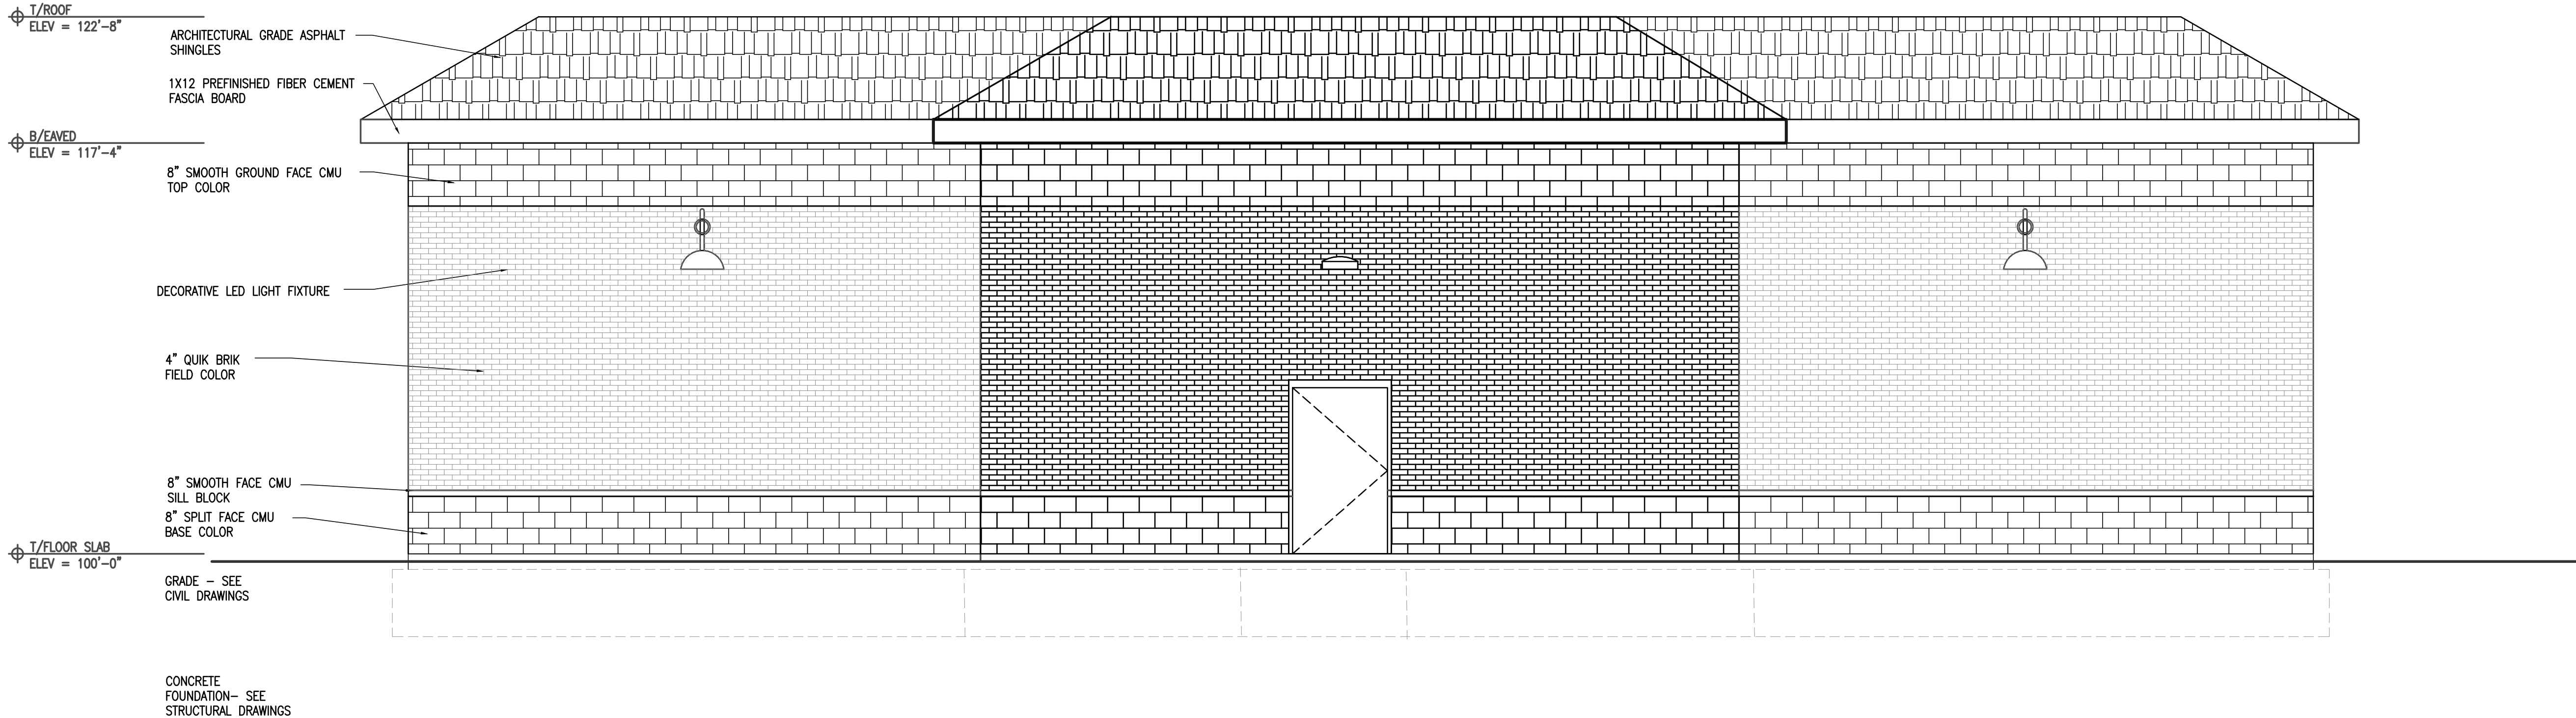 T/ROOF
ELEV = 122'-8"
ARCHITECTURAL GRADE ASPHALT
SHINGLES
1X12 PREFINISHED FIBER CEMENT
FASCIA BOARD
B/EAVED
ELEV = 117'-4"
8" SMOOTH GROUND FACE CMU
TOP COLOR
DECORATIVE LED LIGHT FIXTURE
4" QUIK BRIK
FIELD COLOR
8" SMOOTH FACE CMU
SILL BLOCK
8" SPLIT FACE CMU
BASE COLOR
T/FLOOR SLAB
ELEV = 100'-0"
GRADE - SEE
CIVIL DRAWINGS
CONCRETE
FOUNDATION- SEE
STRUCTURAL DRAWINGS